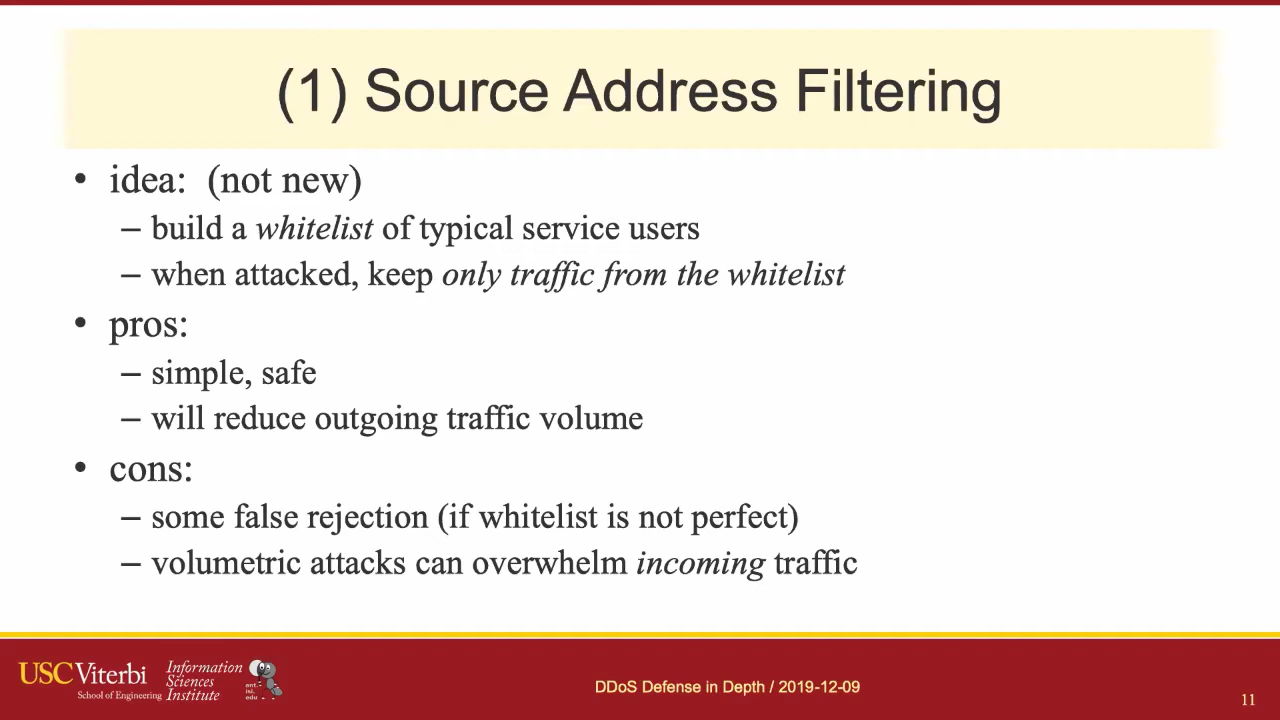 (1) Source Address Filtering
• idea:  (not new)
– build a whitelist of typical service users
– when attacked, keep only traffic from the whitelist
• pros:
– simple, safe
– will reduce outgoing traffic volume
• cons:
– some false rejection (if whitelist is not perfect)
– volumetric attacks can overwhelm incoming traffic
USC Viterbi
School of Engineering
Information
Sciences
Institute
ant.
isi.
edu
DDoS Defense in Depth / 2019-12-09
11